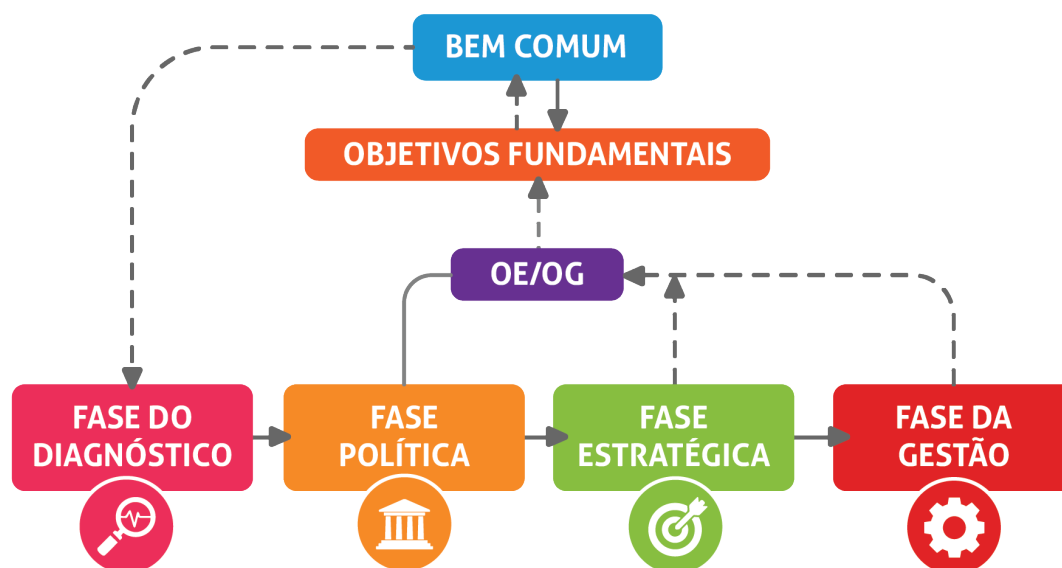 BEM COMUM
OBJETIVOS FUNDAMENTAIS
OE/OG
FASE DO
DIAGNÓSTICO
FASE
POLÍTICA
FASE
ESTRATÉGICA
FASE DA
GESTÃO